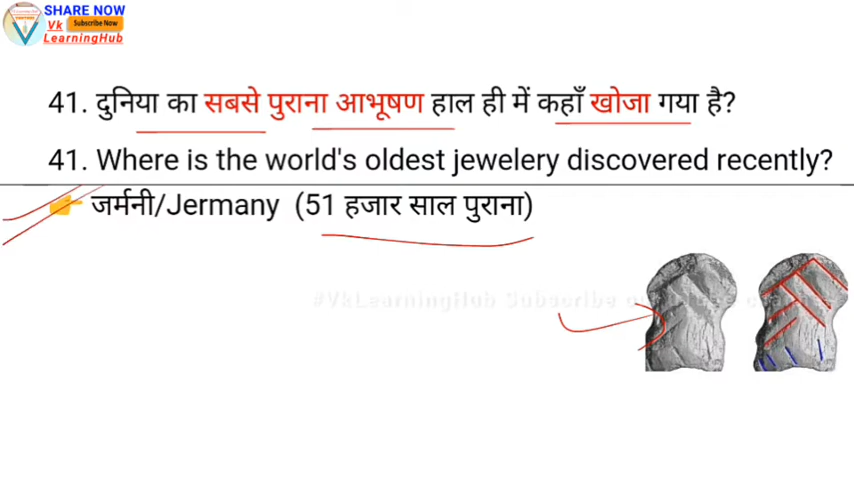 SHARE NOW
Vk Subscribe Now
LearningHub
41. दुनिया का सबसे पुराना आभूषण हाल ही में कहाँ खोजा गया है?
41. Where is the world's oldest jewelery discovered recently?
👉 जर्मनी/Jermany (51 हजार साल पुराना)
#VkLearningHub Subscribe